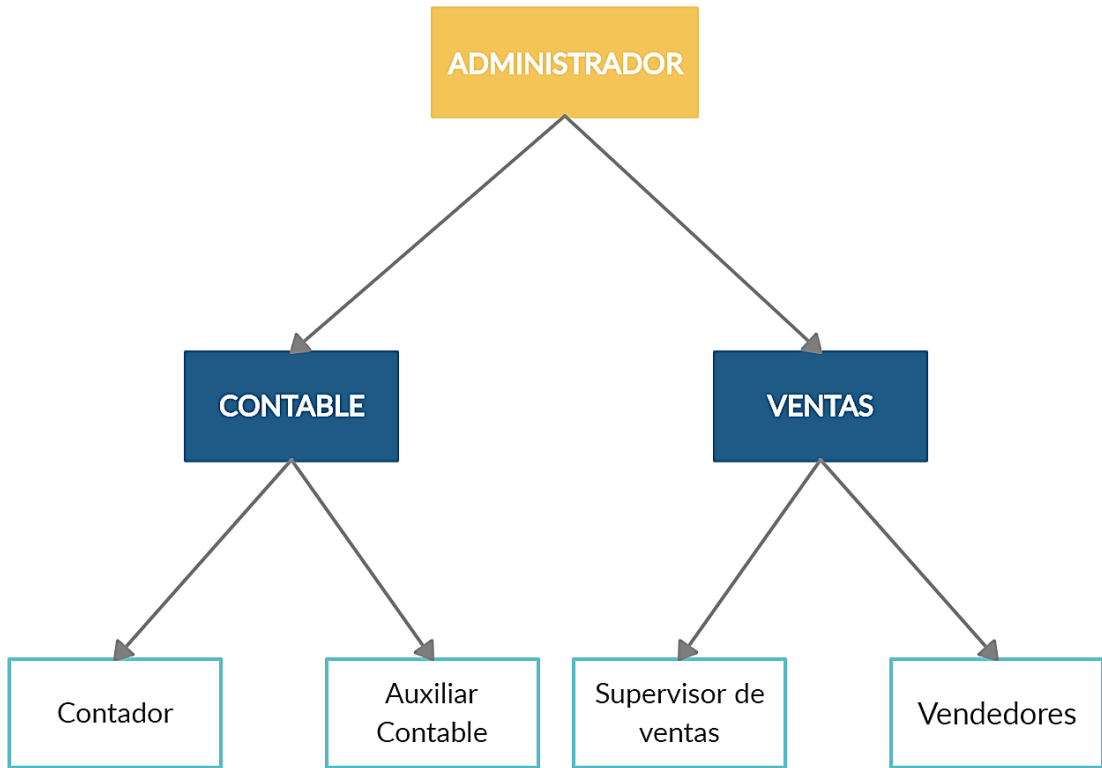 ADMINISTRADOR
CONTABLE
VENTAS
Contador
Auxiliar
Contable
Supervisor de
ventas
Vendedores